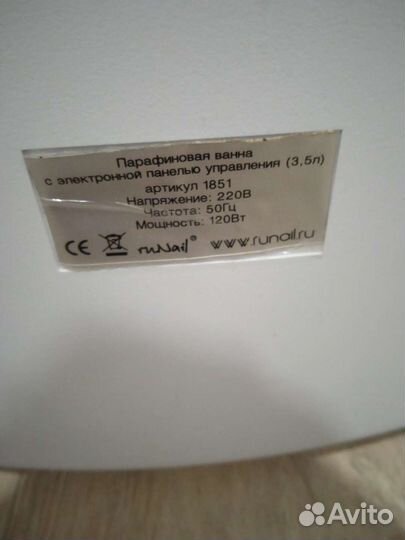 Парафиновая ванна
с электронной панелью управления (3,5л)
артикул 1851
Напряжение: 220В
Частота: 50Гц
Мощность: 120Вт
CE ruNail® www.runail.ru
Avito